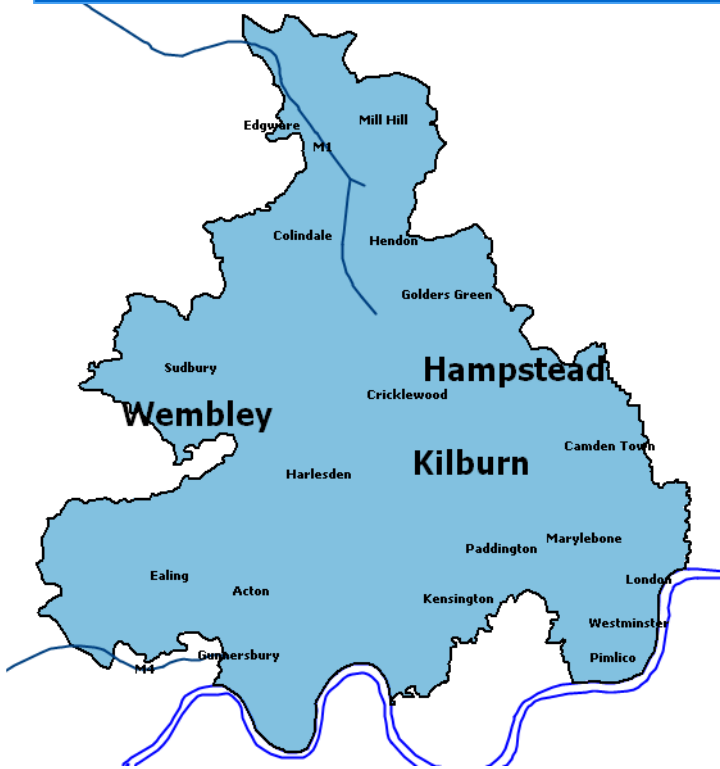 Mill Hill
Edgware
M1
Colindale
Hendon
Golders Green
Sudbury
Hampstead
Cricklewood
Wembley
Camden Town
Kilburn
Harlesden
Marylebone
Paddington
Ealing
London
Acton
Kensington
Westminster
Gunnersbury
Pimlico
M4